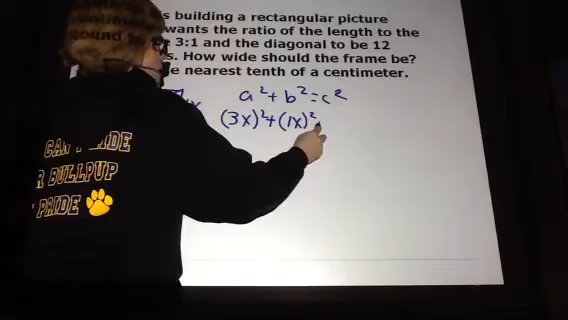 s building a rectangular picture
wants the ratio of the length to the
3:1 and the diagonal to be 12
s. How wide should the frame be?
e nearest tenth of a centimeter.
a²+b²=c²
x
(3x)²+(1x)²
BULLPUP
PRIDE